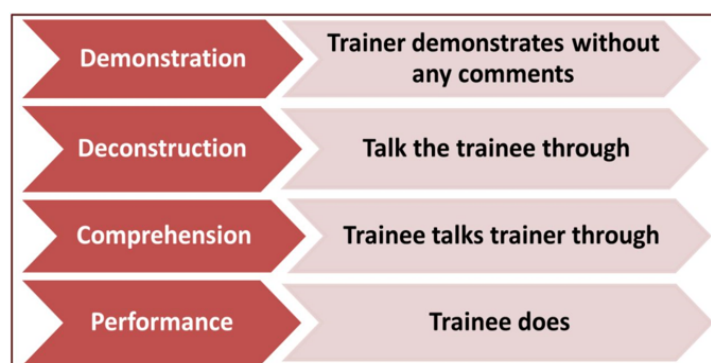 Demonstration
Trainer demonstrates without
any comments
Deconstruction
Talk the trainee through
Comprehension
Trainee talks trainer through
Performance
Trainee does